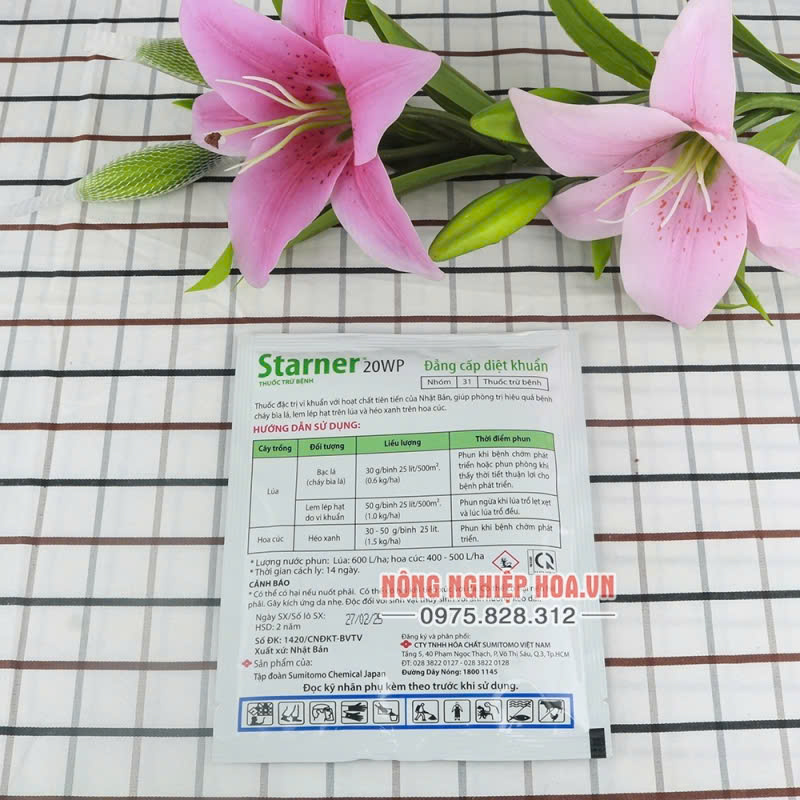 Starner™ 20WP
THUỐC TRỪ BỆNH
Đẳng cấp diệt khuẩn
Nhóm 31 Thuốc trừ bệnh
Thuốc đặc trị vi khuẩn với hoạt chất tiên tiến của Nhật Bản, giúp phòng trị hiệu quả bệnh
cháy bìa lá, lem lép hạt trên lúa và héo xanh trên hoa cúc.
HƯỚNG DẪN SỬ DỤNG:
Cây trồng Đối tượng Liều lượng Thời điểm phun
Lúa
Bạc lá
(cháy bìa lá)
30 g/bình 25 lít/500m².
(0.6 kg/ha)
Phun khi bệnh chớm phát
triển hoặc phun phòng khi
thấy thời tiết thuận lợi cho
bệnh phát triển.
Lem lép hạt
do vi khuẩn
50 g/bình 25 lít/500m².
(1.0 kg/ha)
Phun ngừa khi lúa trổ lẹt xẹt
và lúc lúa trổ đều.
Hoa cúc
Héo xanh
30 - 50 g/bình 25 lít.
(1.5 kg/ha)
Phun khi bệnh chớm phát
triển.
* Lượng nước phun: Lúa: 600 L/ha; hoa cúc: 400 - 500 L/ha
* Thời gian cách ly: 14 ngày.
CẢNH BÁO
* Có thể có hại nếu nuốt phải. Có thể
phải. Gây kích ứng da nhẹ. Độc đối với sinh vật thủy sinh
NÔNG NGHIỆP HOA.VN
0975.828.312
Ngày SX/Số lô SX: 27/02/25
HSD: 2 năm
Số ĐK: 1420/CNĐKT-BVTV
Xuất xứ: Nhật Bản
Sản phẩm của:
Tập đoàn Sumitomo Chemical Japan
Đăng ký và phân phối:
CTY TNHH HÓA CHẤT SUMITOMO VIỆT NAM
Tầng 5, 40 Phạm Ngọc Thạch, P. Võ Thị Sáu, Q.3, Tp.HCM
ĐT: 028 3822 0127 - 028 3822 0128
Đường Dây Nóng: 1800 1145
Đọc kỹ nhãn phụ kèm theo trước khi sử dụng.